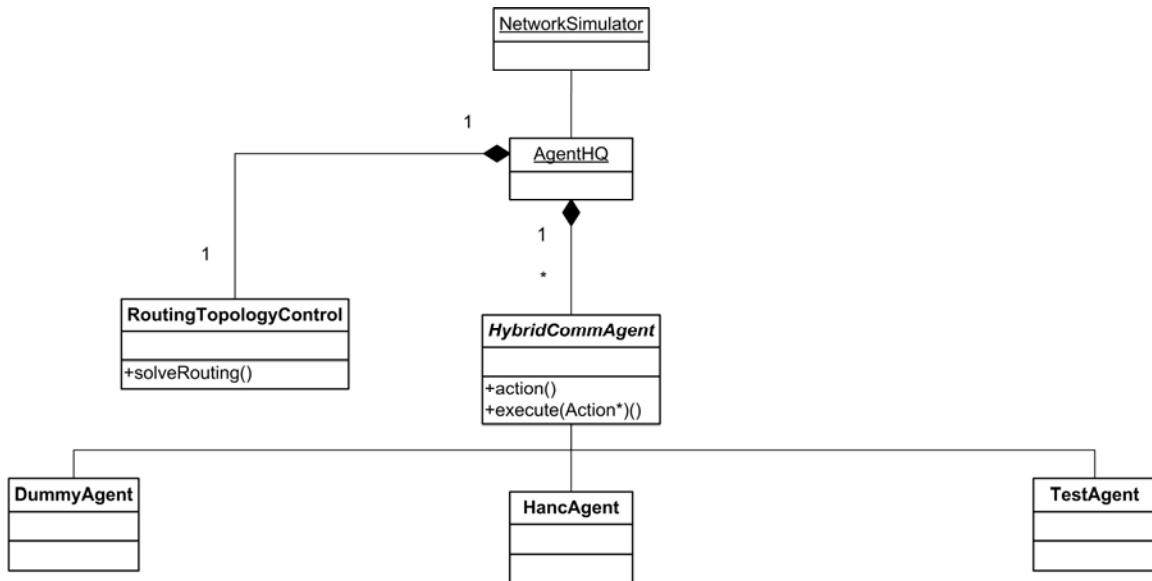 NetworkSimulator
1
AgentHQ
1
1
*
RoutingTopologyControl
+solveRouting()
HybridCommAgent
+action()
+execute(Action*)()
DummyAgent
HancAgent
TestAgent